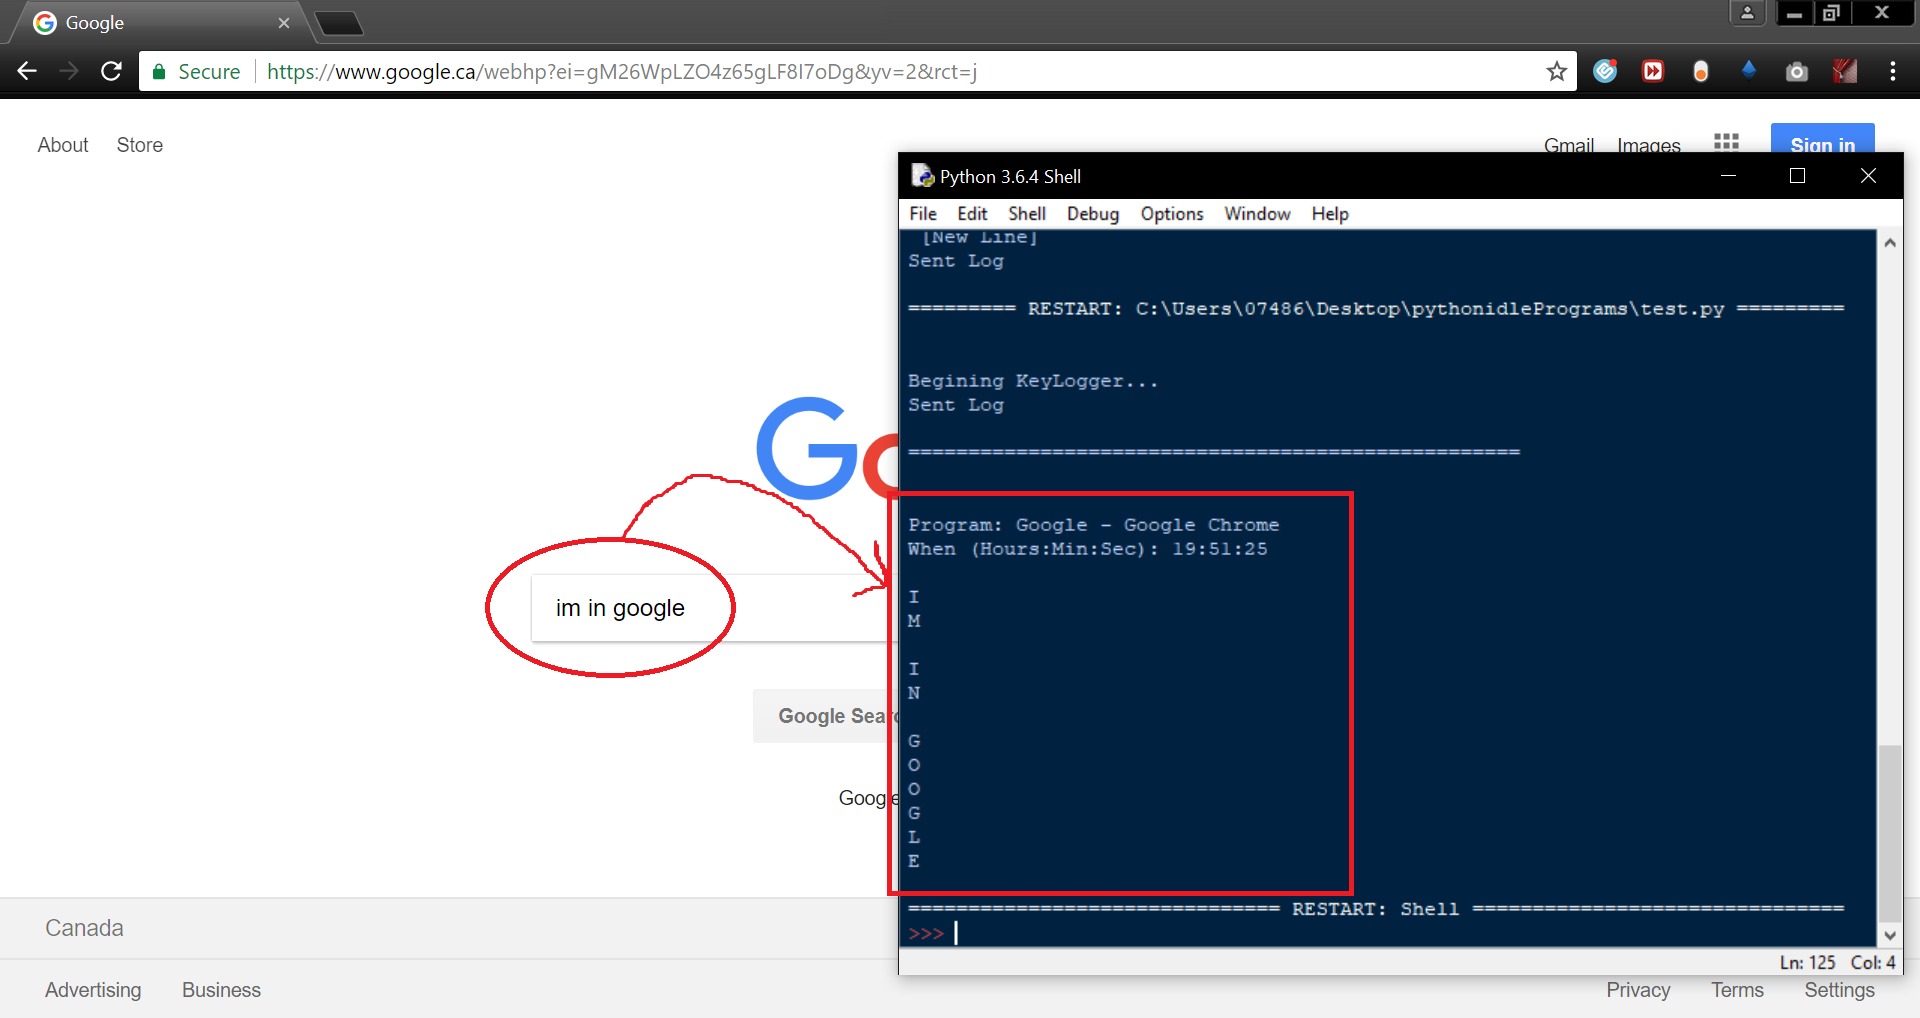 Google
Secure https://www.google.ca/webhp?ei=gM26WpLZO4z65gLF8I7oDg&yv=2&rct=j
About Store
Gmail Images Sign in
Python 3.6.4 Shell
File Edit Shell Debug Options Window Help
[New Line]
Sent Log
========= RESTART: C:\Users\07486\Desktop\pythonidlePrograms\test.py =========
Begining KeyLogger...
Sent Log
===================================================
Program: Google - Google Chrome
When (Hours:Min:Sec): 19:51:25
I
M
I
N
G
O
O
G
L
E
=============================== RESTART: Shell ===============================
>>>
Ln: 125 Col: 4
Go
im in google
Google Sear
Google
Canada
Advertising Business
Privacy Terms Settings